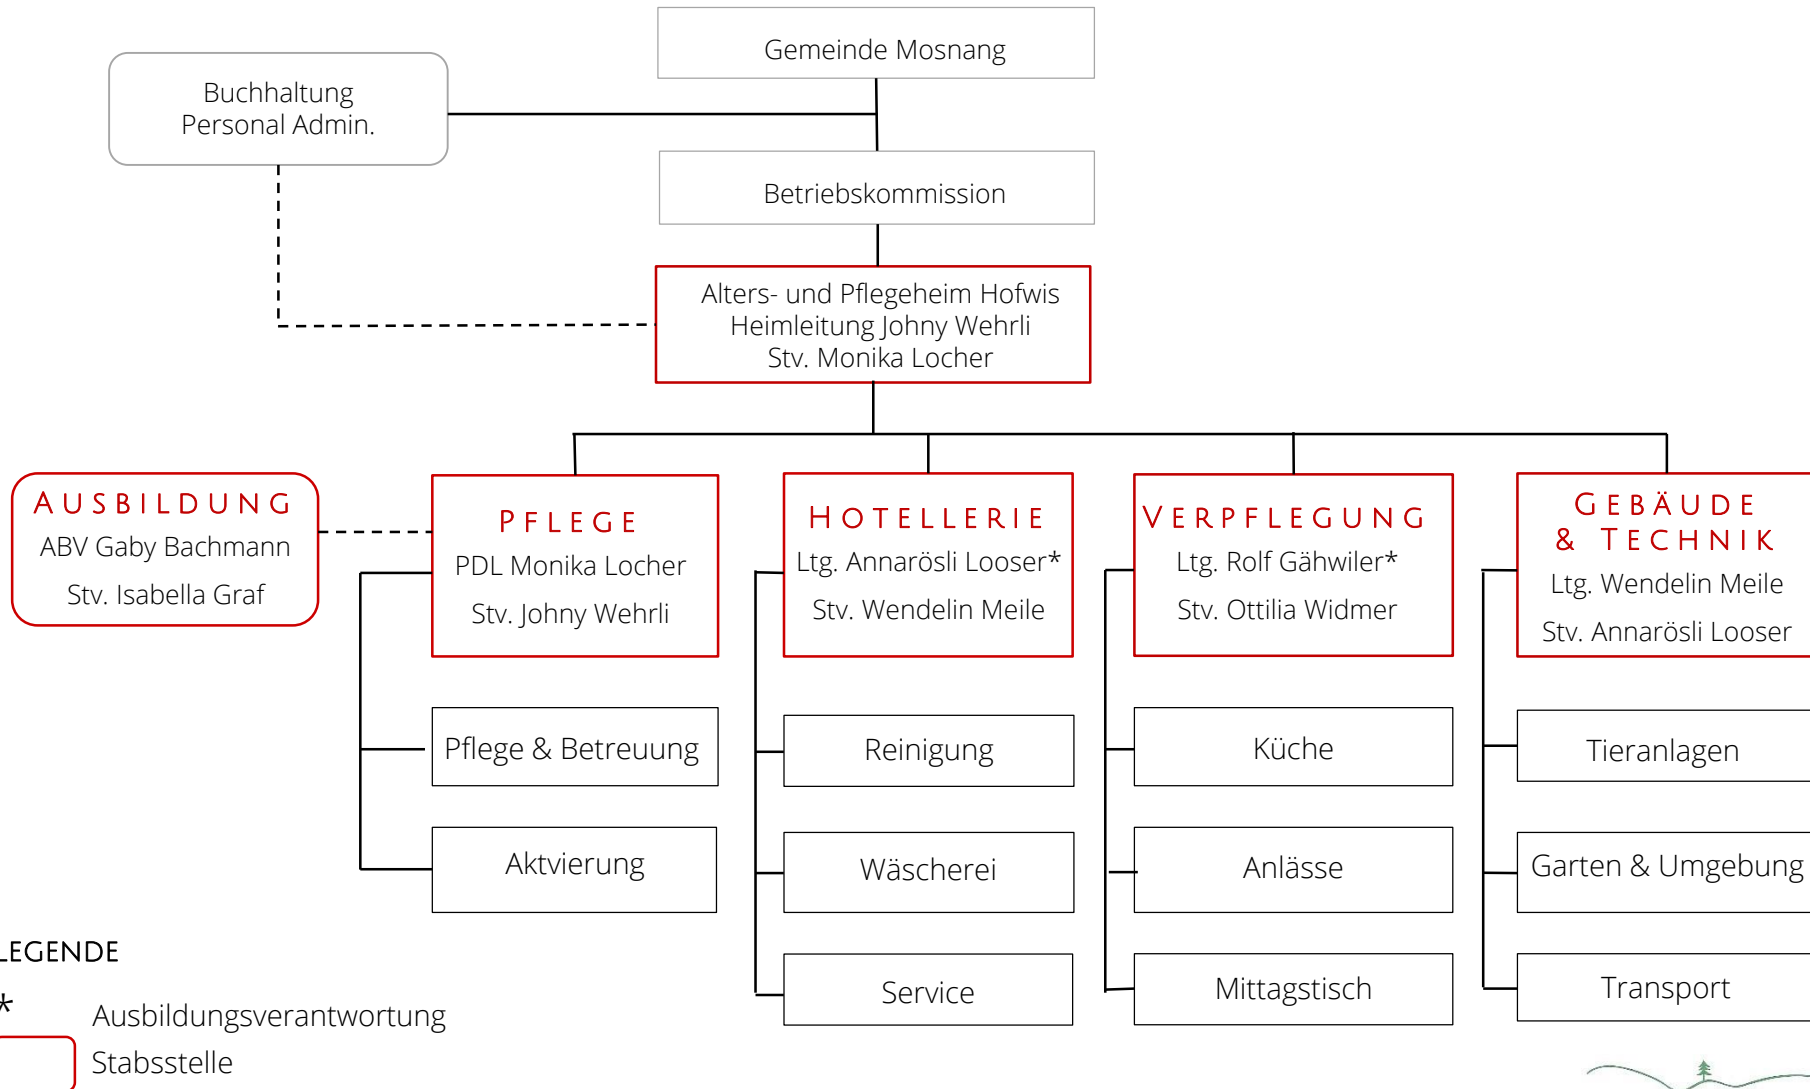 Gemeinde Mosnang
Buchhaltung
Personal Admin.
Betriebskommission
Alters- und Pflegeheim Hofwis
Heimleitung Johny Wehrli
Stv. Monika Locher
AUSBILDUNG
ABV Gaby Bachmann
Stv. Isabella Graf
PFLEGE
PDL Monika Locher
Stv. Johny Wehrli
HOTELLERIE
Ltg. Annarösli Looser*
Stv. Wendelin Meile
VERPFLEGUNG
Ltg. Rolf Gähwiler*
Stv. Ottilia Widmer
GEBÄUDE
& TECHNIK
Ltg. Wendelin Meile
Stv. Annarösli Looser
Pflege & Betreuung
Reinigung
Küche
Tieranlagen
Aktvierung
Wäscherei
Anlässe
Garten & Umgebung
Service
Mittagstisch
Transport
LEGENDE
* Ausbildungsverantwortung
Stabsstelle